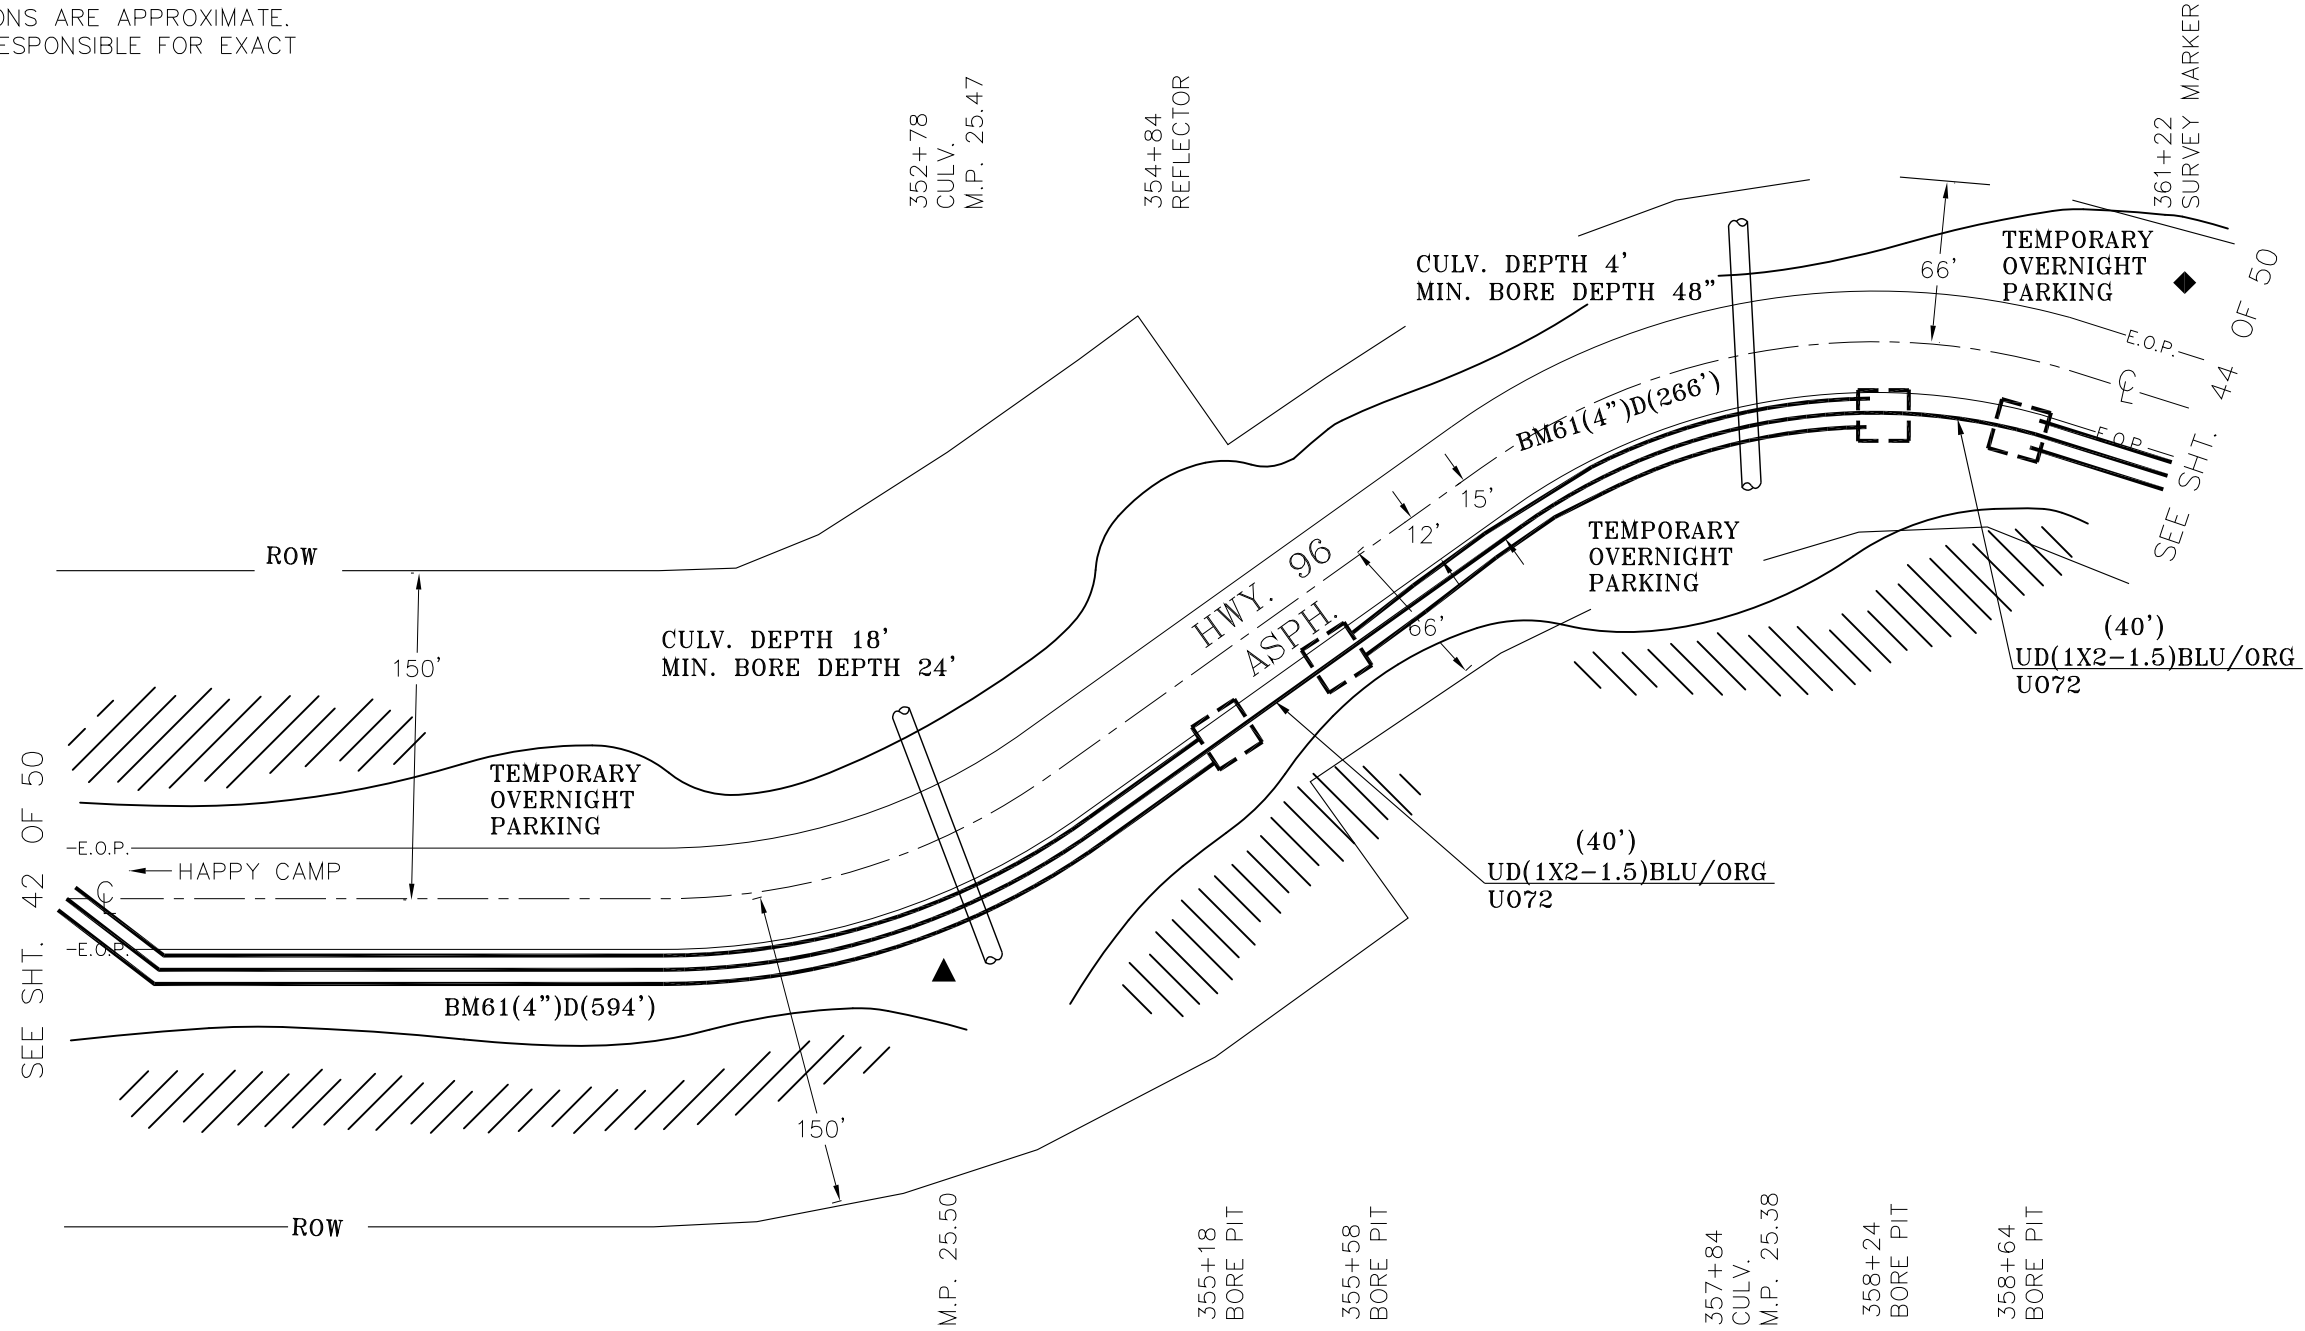 ONS ARE APPROXIMATE.
ESPONSIBLE FOR EXACT
352+78
CULV.
M.P. 25.47
354+84
REFLECTOR
361+22
SURVEY MARKER
CULV. DEPTH 4'
MIN. BORE DEPTH 48"
66'
TEMPORARY
OVERNIGHT
PARKING
E.O.P.
CL
E.O.P.
SEE SHT. 44 OF 50
BM61(4")D(266')
15'
12'
HWY. 96
ASPH.
66'
TEMPORARY
OVERNIGHT
PARKING
(40')
UD(1X2-1.5)BLU/ORG
UO72
ROW
150'
CULV. DEPTH 18'
MIN. BORE DEPTH 24'
TEMPORARY
OVERNIGHT
PARKING
(40')
UD(1X2-1.5)BLU/ORG
UO72
SEE SHT. 42 OF 50
E.O.P.
HAPPY CAMP
CL
E.O.P.
BM61(4")D(594')
150'
ROW
M.P. 25.50
355+18
BORE PIT
355+58
BORE PIT
357+84
CULV.
M.P. 25.38
358+24
BORE PIT
358+64
BORE PIT